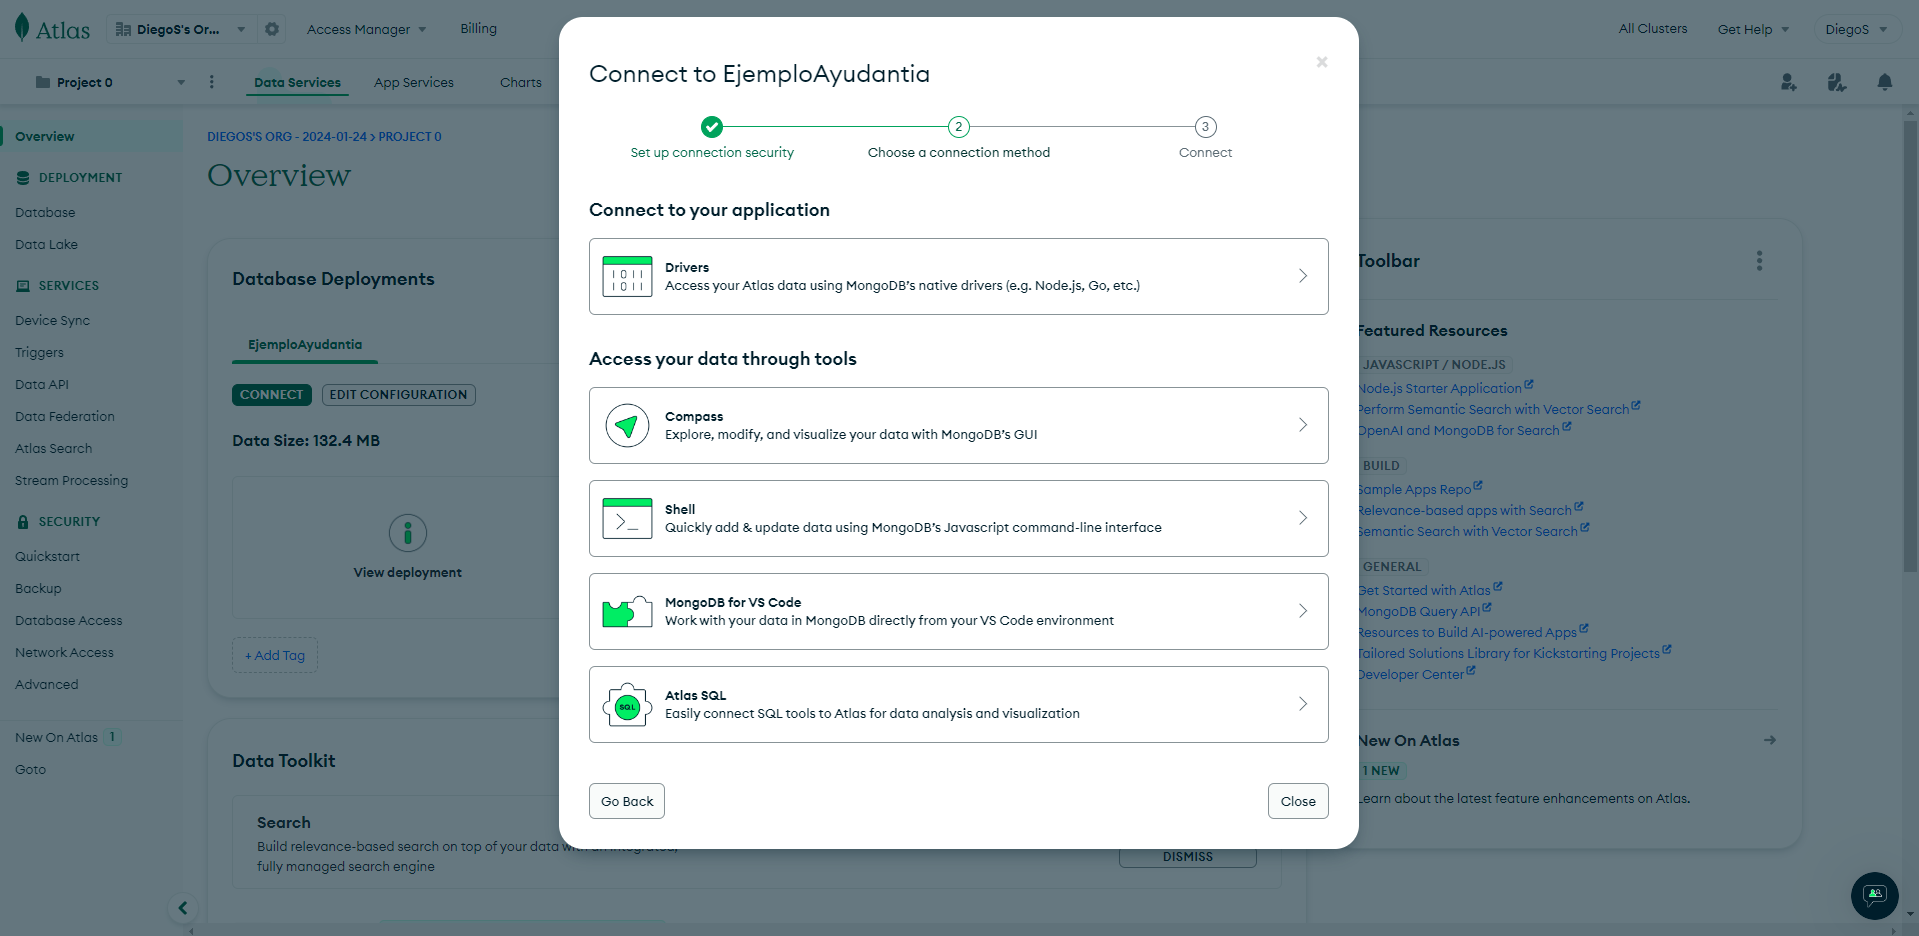 Atlas
DiegoS's Or...
Access Manager
Billing
All Clusters
Get Help
DiegoS
Project 0
Data Services
App Services
Charts
Overview
DEPLOYMENT
Database
Data Lake
SERVICES
Device Sync
Triggers
Data API
Data Federation
Atlas Search
Stream Processing
SECURITY
Quickstart
Backup
Database Access
Network Access
Advanced
New On Atlas 1
Goto
DIEGOS'S ORG - 2024-01-24 > PROJECT 0
Overview
Database Deployments
EjemploAyudantia
CONNECT
EDIT CONFIGURATION
Data Size: 132.4 MB
View deployment
+ Add Tag
Data Toolkit
Search
Build relevance-based search on top of your data with an integrated,
fully managed search engine
DISMISS
Connect to EjemploAyudantia
2
3
Set up connection security
Choose a connection method
Connect
Connect to your application
1011
1011
Drivers
Access your Atlas data using MongoDB's native drivers (e.g. Node.js, Go, etc.)
Access your data through tools
Compass
Explore, modify, and visualize your data with MongoDB's GUI
>_
Shell
Quickly add & update data using MongoDB's Javascript command-line interface
MongoDB for VS Code
Work with your data in MongoDB directly from your VS Code environment
SQL
Atlas SQL
Easily connect SQL tools to Atlas for data analysis and visualization
Go Back
Close
Toolbar
Featured Resources
JAVASCRIPT / NODE.JS
Node.js Starter Application
Perform Semantic Search with Vector Search
OpenAI and MongoDB for Search
BUILD
Sample Apps Repo
Relevance-based apps with Search
Semantic Search with Vector Search
GENERAL
Get Started with Atlas
MongoDB Query API
Resources to Build AI-powered Apps
Tailored Solutions Library for Kickstarting Projects
Developer Center
New On Atlas
1 NEW
Learn about the latest feature enhancements on Atlas.